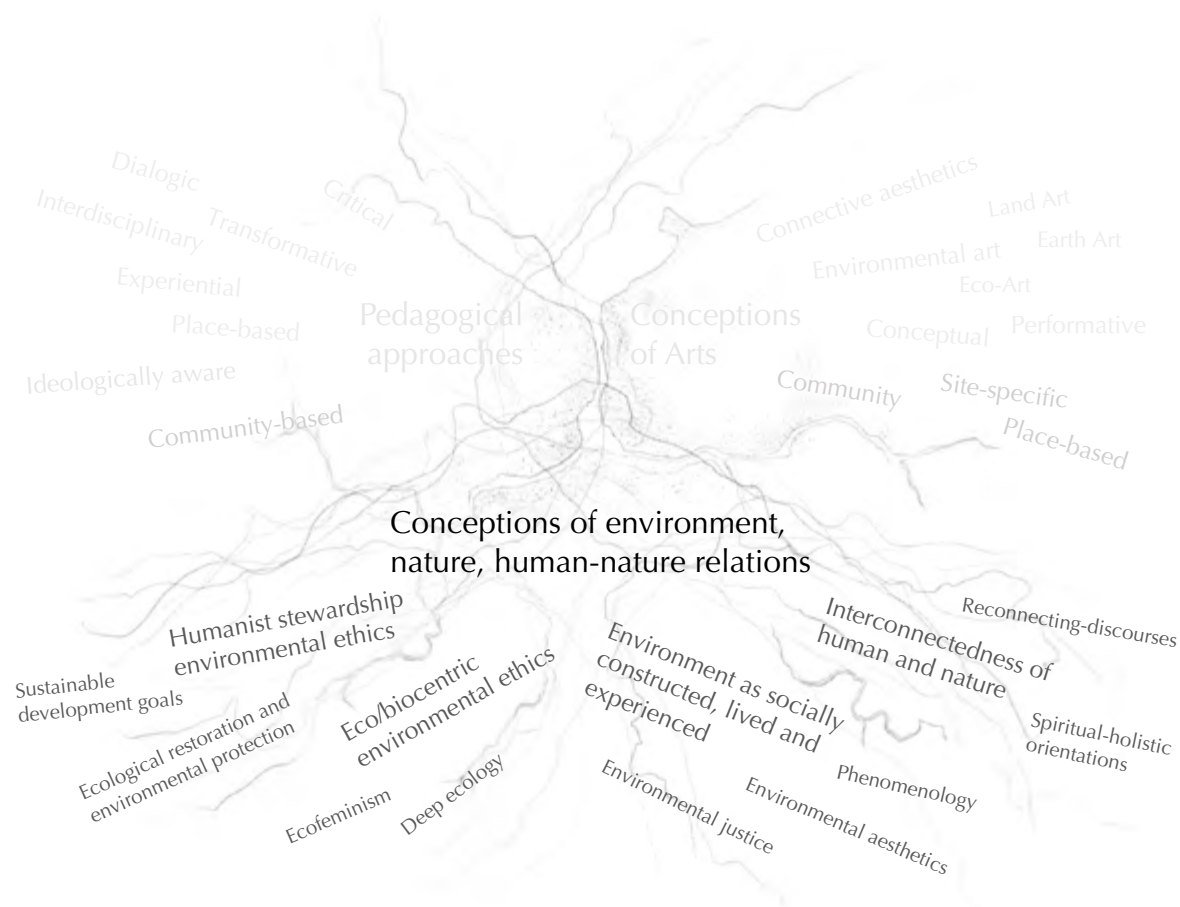 Dialogic
Interdisciplinary
Transformative
Critical
Experiential
Place-based
Ideologically aware
Community-based
Pedagogical
approaches
Conceptions
of Arts
Connective aesthetics
Land Art
Environmental art
Earth Art
Eco-Art
Conceptual
Performative
Community
Site-specific
Place-based
Conceptions of environment,
nature, human-nature relations
Humanist stewardship
environmental ethics
Sustainable
development goals
Ecological restoration and
environmental protection
Eco/biocentric
environmental ethics
Ecofeminism
Deep ecology
Environment as socially
constructed, lived and
experienced
Environmental justice
Environmental aesthetics
Phenomenology
Interconnectedness of
human and nature
Reconnecting-discourses
Spiritual-holistic
orientations